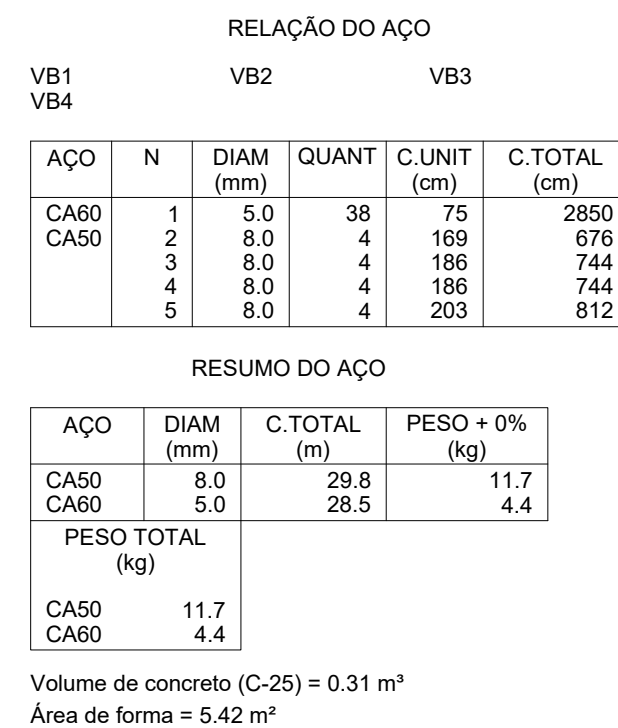 RELAÇÃO DO AÇO
VB1 VB2 VB3
VB4
AÇO N DIAM QUANT C.UNIT C.TOTAL
(mm) (cm) (cm)
CA60 1 5.0 38 75 2850
CA50 2 8.0 4 169 676
3 8.0 4 186 744
4 8.0 4 186 744
5 8.0 4 203 812
RESUMO DO AÇO
AÇO DIAM C.TOTAL PESO + 0%
(mm) (m) (kg)
CA50 8.0 29.8 11.7
CA60 5.0 28.5 4.4
PESO TOTAL
(kg)
CA50 11.7
CA60 4.4
Volume de concreto (C-25) = 0.31 m³
Área de forma = 5.42 m²